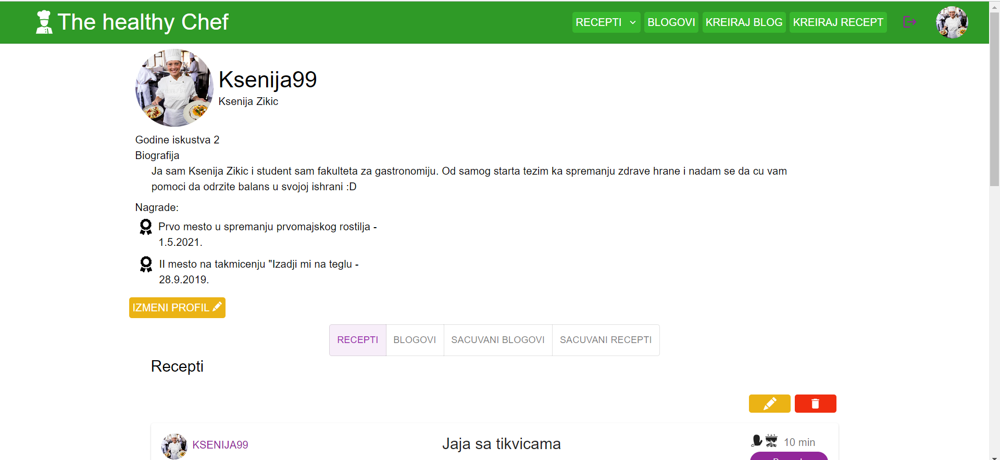 The healthy Chef
RECEPTI
BLOGOVI
KREIRAJ BLOG
KREIRAJ RECEPT
Ksenija99
Ksenija Zikic
Godine iskustva 2
Biografija
Ja sam Ksenija Zikic i student sam fakulteta za gastronomiju. Od samog starta tezim ka spremanju zdrave hrane i nadam se da cu vam
pomoci da odrzite balans u svojoj ishrani :D
Nagrade:
Prvo mesto u spremanju prvomajskog rostilja -
1.5.2021.
II mesto na takmicenju "Izadji mi na teglu -
28.9.2019.
IZMENI PROFIL
RECEPTI
BLOGOVI
SACUVANI BLOGOVI
SACUVANI RECEPTI
Recepti
KSENIJA99
Jaja sa tikvicama
10 min